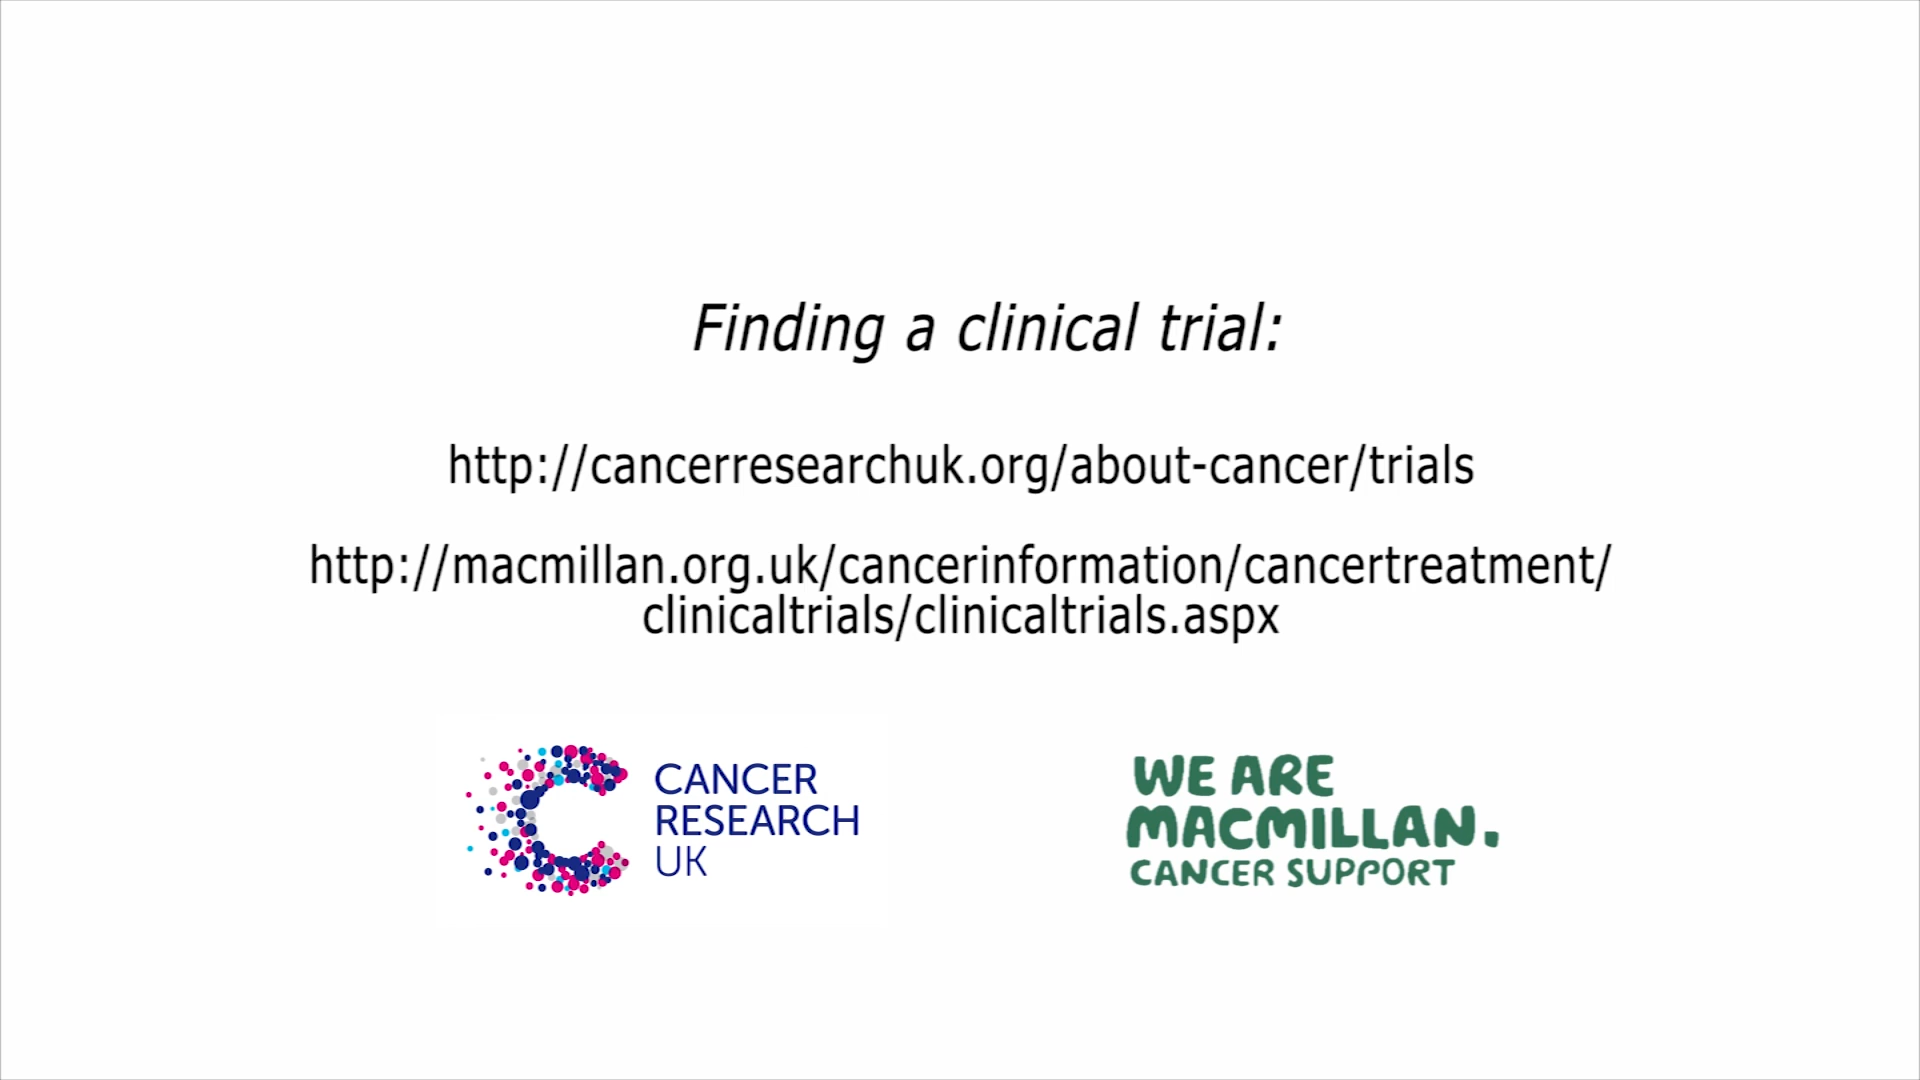 Finding a clinical trial:
http://cancerresearchuk.org/about-cancer/trials
http://macmillan.org.uk/cancerinformation/cancertreatment/
clinicaltrials/clinicaltrials.aspx
CANCER
RESEARCH
UK
WE ARE
MACMILLAN.
CANCER SUPPORT